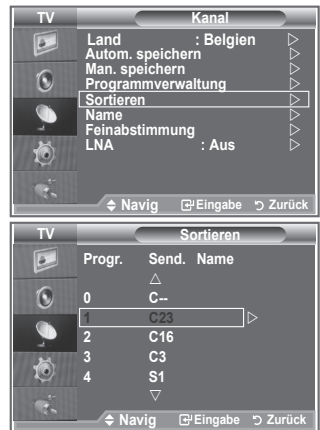 TV Kanal
Land : Belgien
Autom. speichern
Man. speichern
Programmverwaltung
Sortieren
Name
Feinabstimmung
LNA : Aus
Navig Eingabe Zurück
TV Sortieren
Progr. Send. Name
0 C--
1 C23
2 C16
3 C3
4 S1
Navig Eingabe Zurück